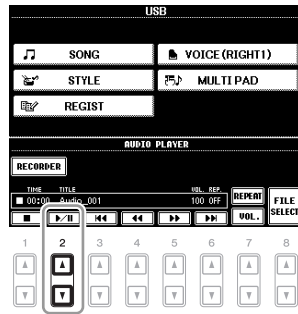 USB
SONG
VOICE(RIGHT1)
STYLE
MULTI PAD
REGIST
AUDIO PLAYER
RECORDER
TIME TITLE VOL. REP.
00:00 Audio_001 100 OFF
REPEAT
FILE SELECT
VOL.
1 2 3 4 5 6 7 8